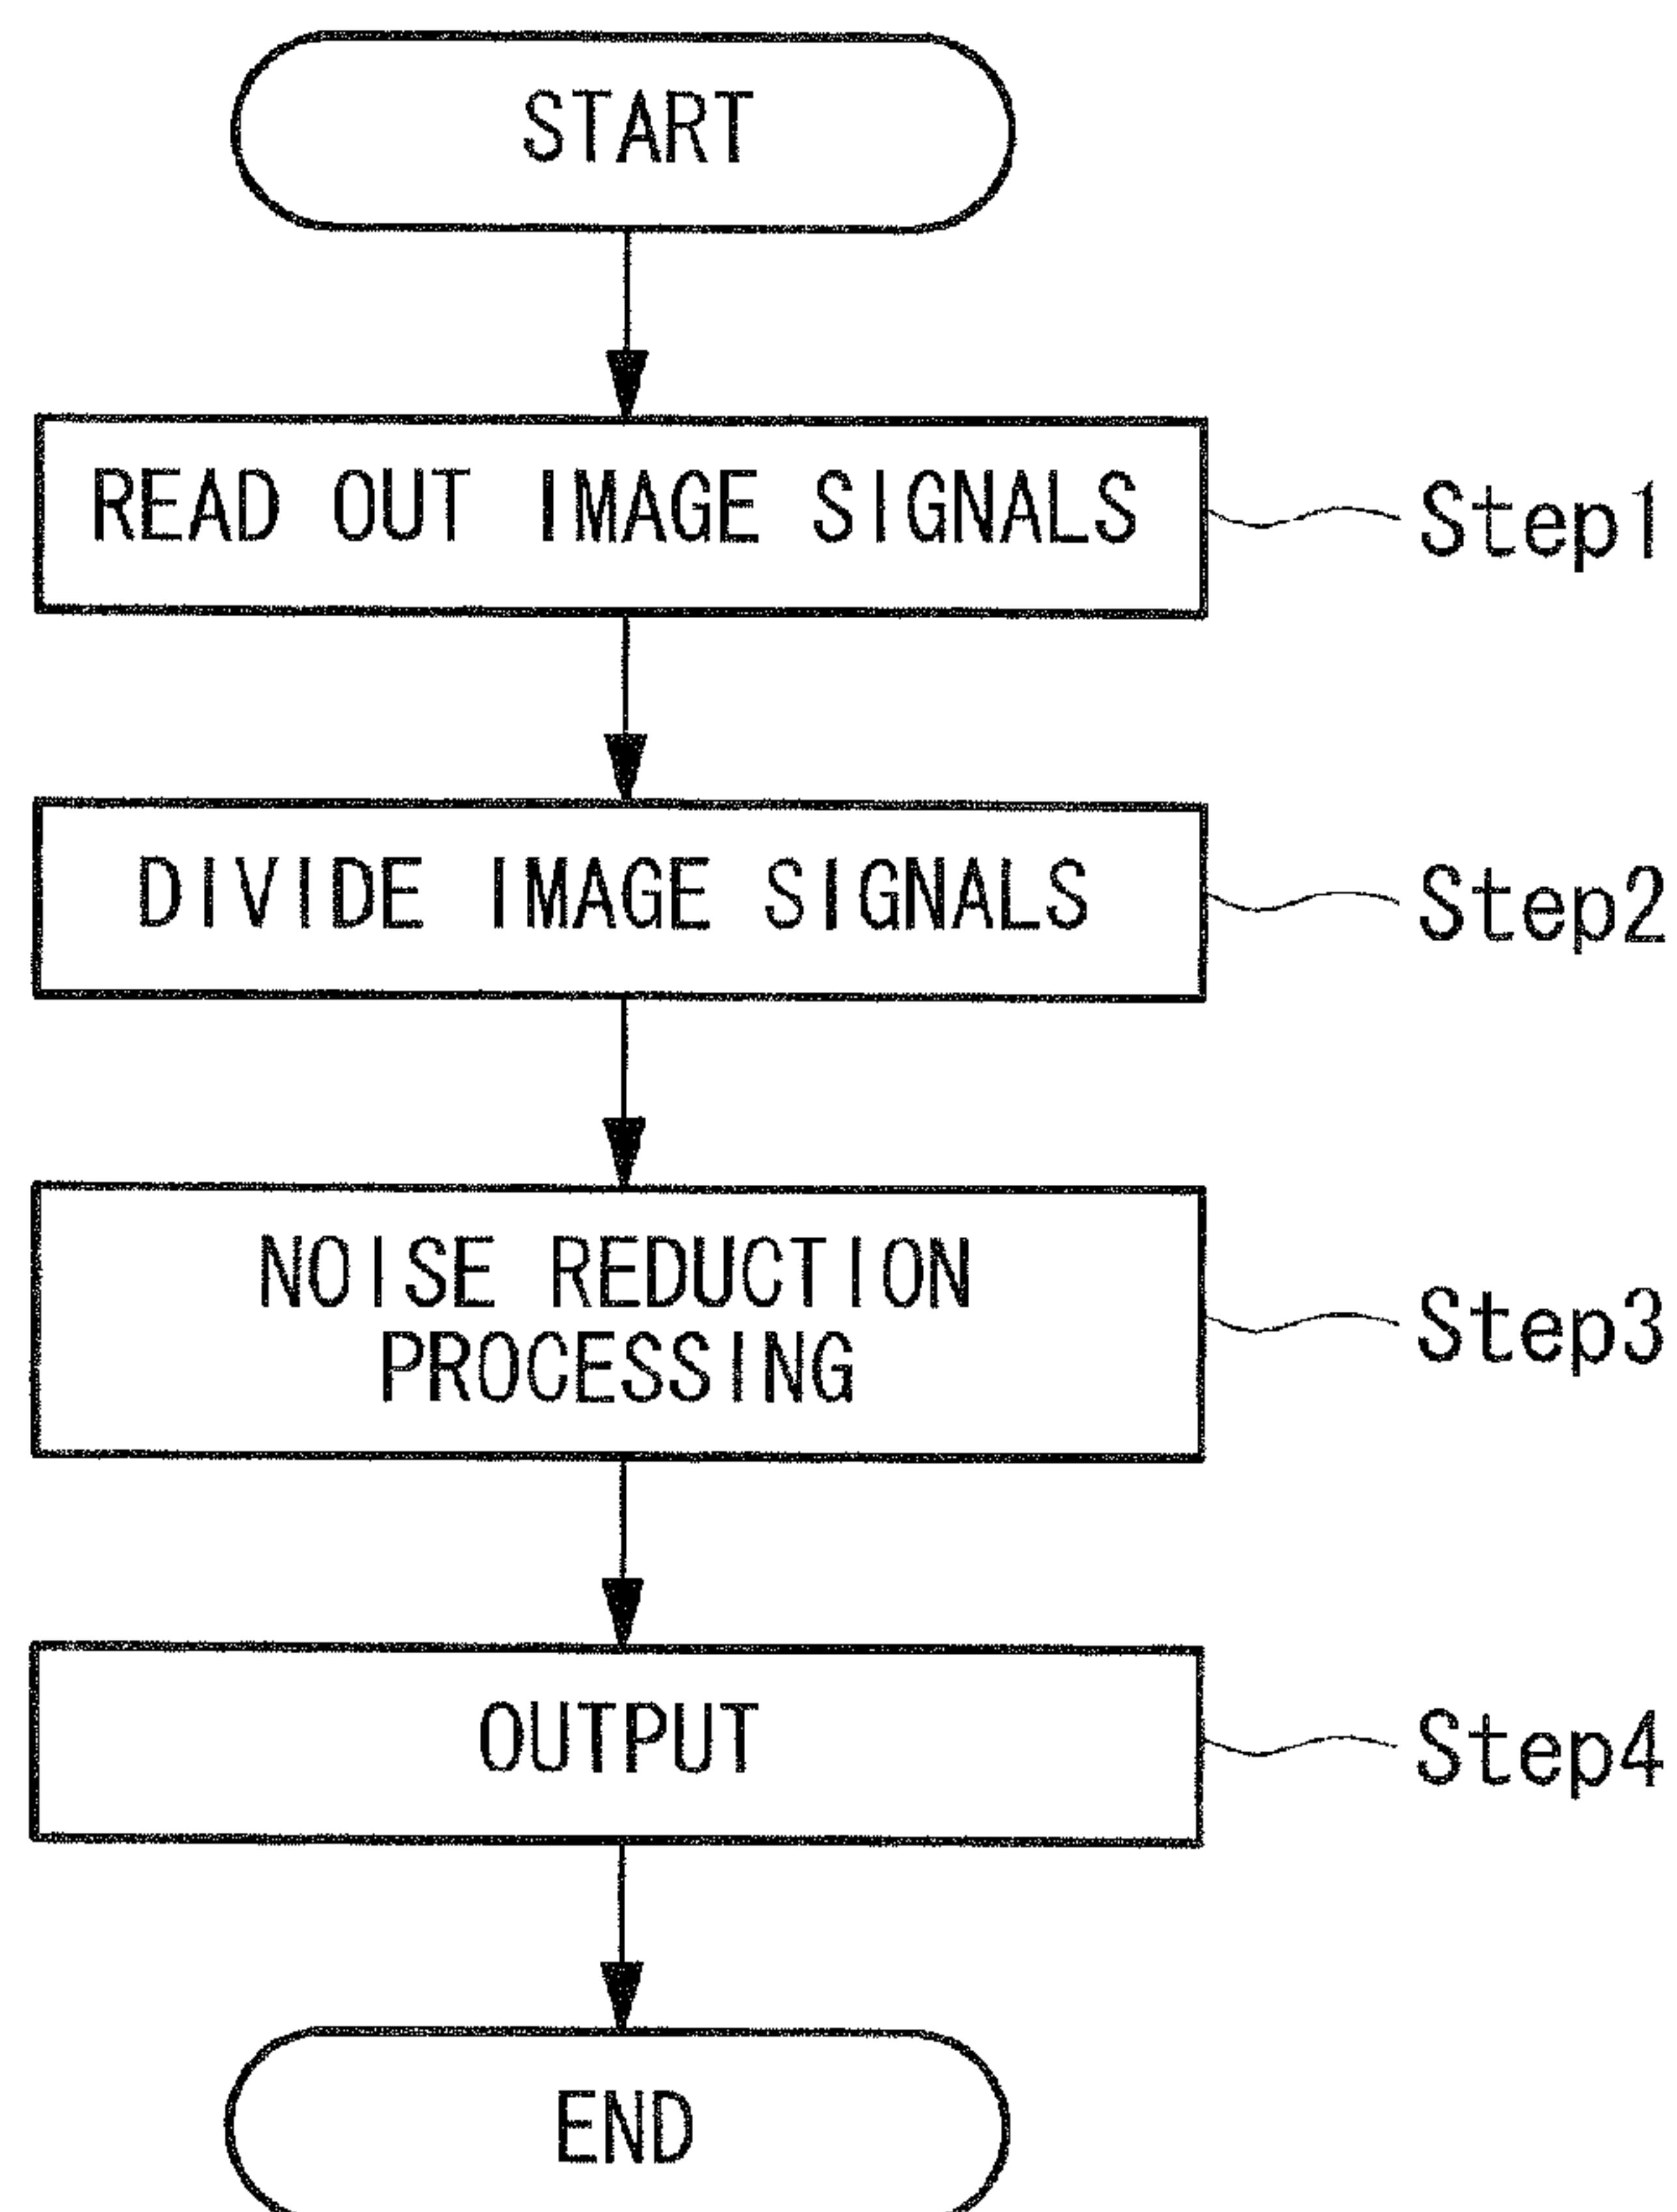 START
READ OUT IMAGE SIGNALS
Step1
DIVIDE IMAGE SIGNALS
Step2
NOISE REDUCTION
PROCESSING
Step3
OUTPUT
Step4
END